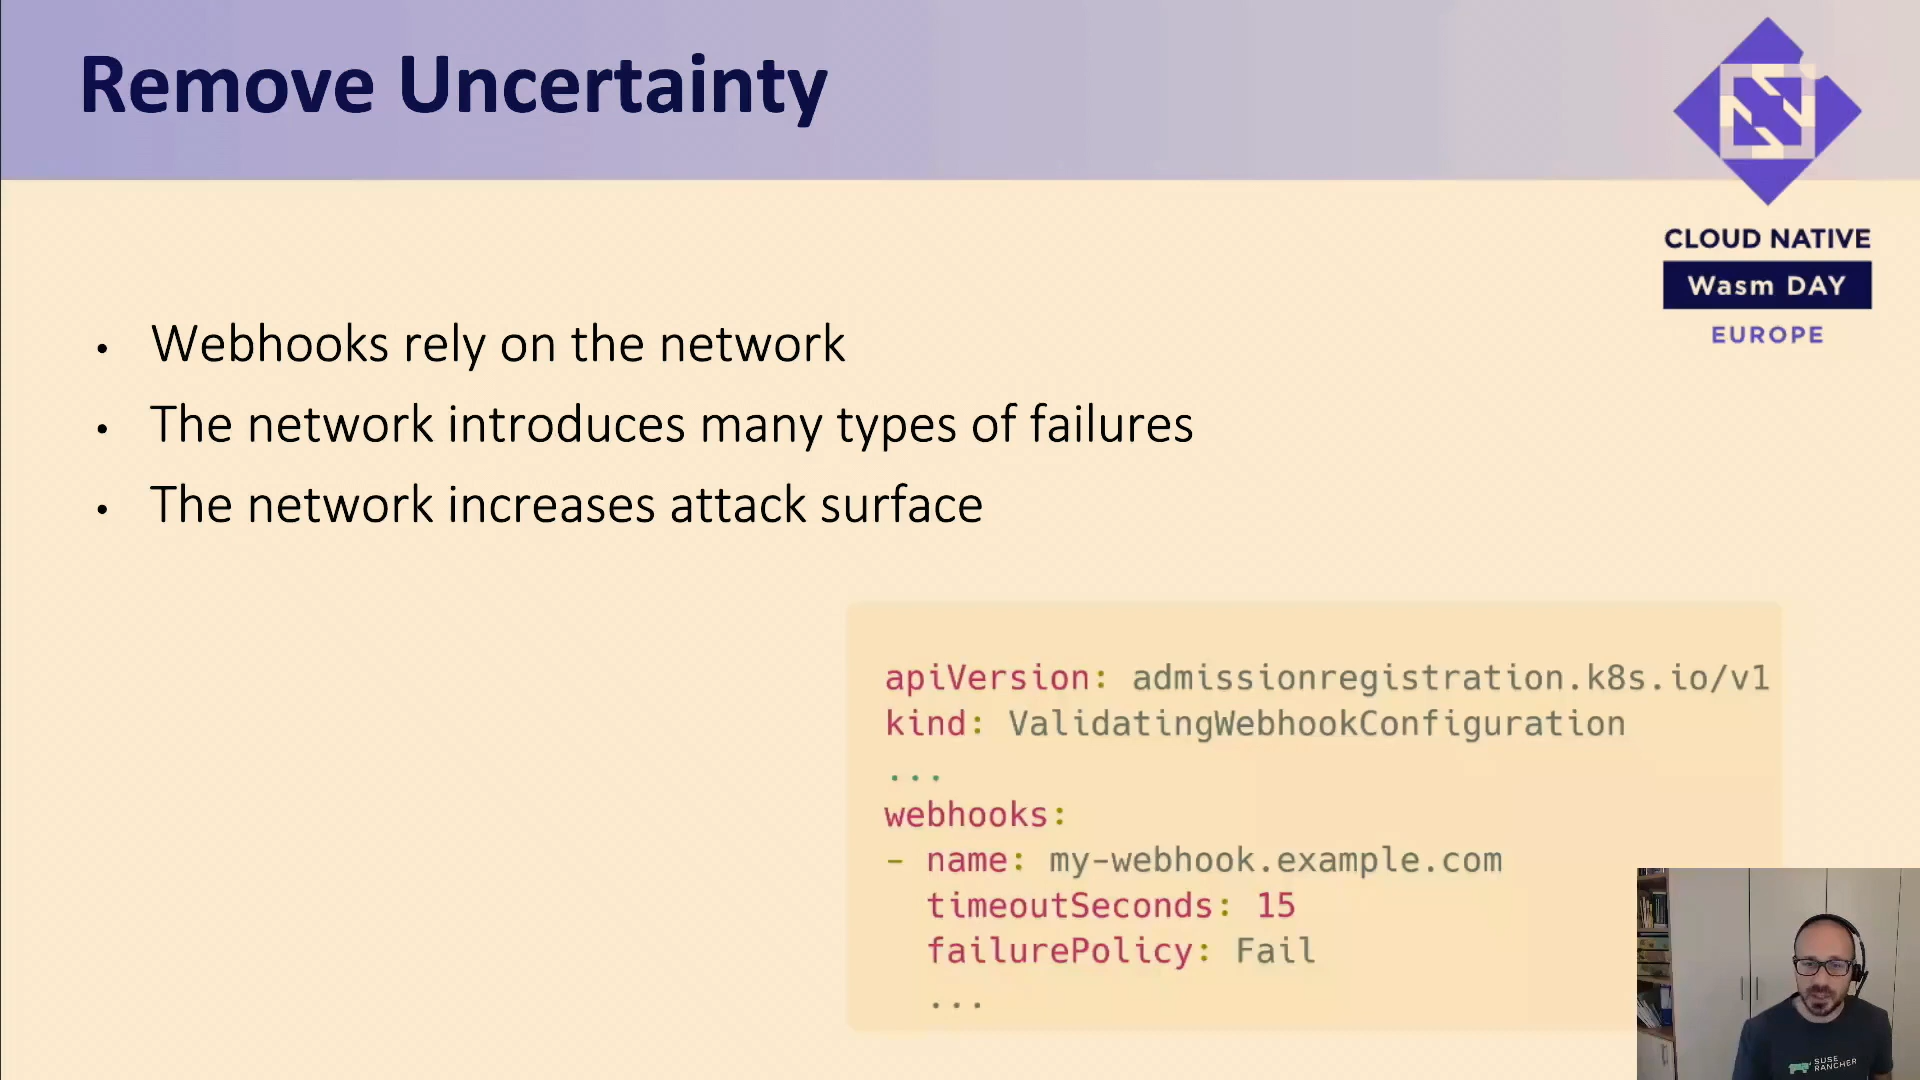 Remove Uncertainty
CLOUD NATIVE
Wasm DAY
EUROPE
• Webhooks rely on the network
• The network introduces many types of failures
• The network increases attack surface
apiVersion: admissionregistration.k8s.io/v1
kind: ValidatingWebhookConfiguration
...
webhooks:
- name: my-webhook.example.com
timeoutSeconds: 15
failurePolicy: Fail
...
SUSE
RANCHER